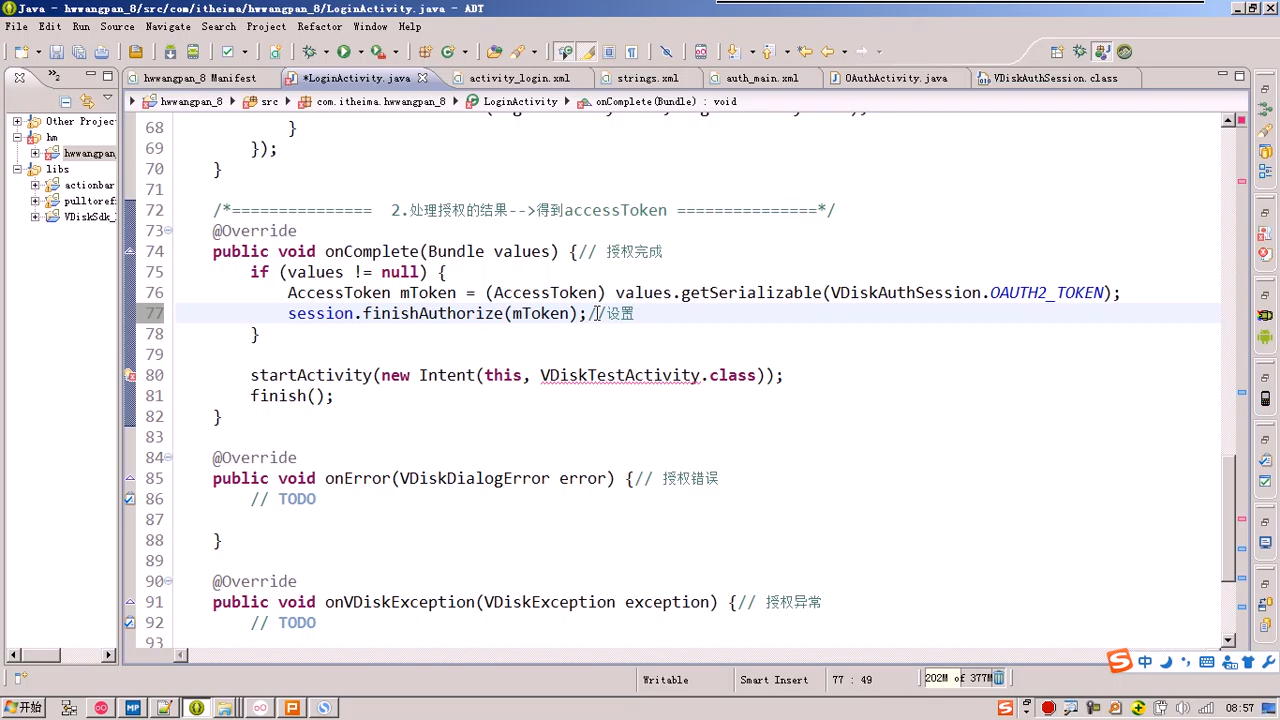 Java - hwwangpan_8/src/com/itheima/hwwangpan_8/LoginActivity.java - ADT
File Edit Run Source Navigate Search Project Refactor Window Help
»2 hwwangpan_8 Manifest *LoginActivity.java activity_login.xml strings.xml auth_main.xml OAuthActivity.java VDiskAuthSession.class
hwwangpan_8 src com.itheima.hwwangpan_8 LoginActivity onComplete(Bundle) : void
Other Projec
hm
hwwangpan_
libs
actionbar
pulltorefr
VDiskSdk_
68 }
69 });
70 }
71
72 /*=============== 2.处理授权的结果-->得到accessToken ===============*/
73 @Override
74 public void onComplete(Bundle values) {// 授权完成
75 if (values != null) {
76 AccessToken mToken = (AccessToken) values.getSerializable(VDiskAuthSession.OAUTH2_TOKEN);
77 session.finishAuthorize(mToken);//设置
78 }
79
80 startActivity(new Intent(this, VDiskTestActivity.class));
81 finish();
82 }
83
84 @Override
85 public void onError(VDiskDialogError error) {// 授权错误
86 // TODO
87
88 }
89
90 @Override
91 public void onVDiskException(VDiskException exception) {// 授权异常
92 // TODO
93
中
Writable Smart Insert 77 : 49 202M of 377M
开始 MP P 08:57